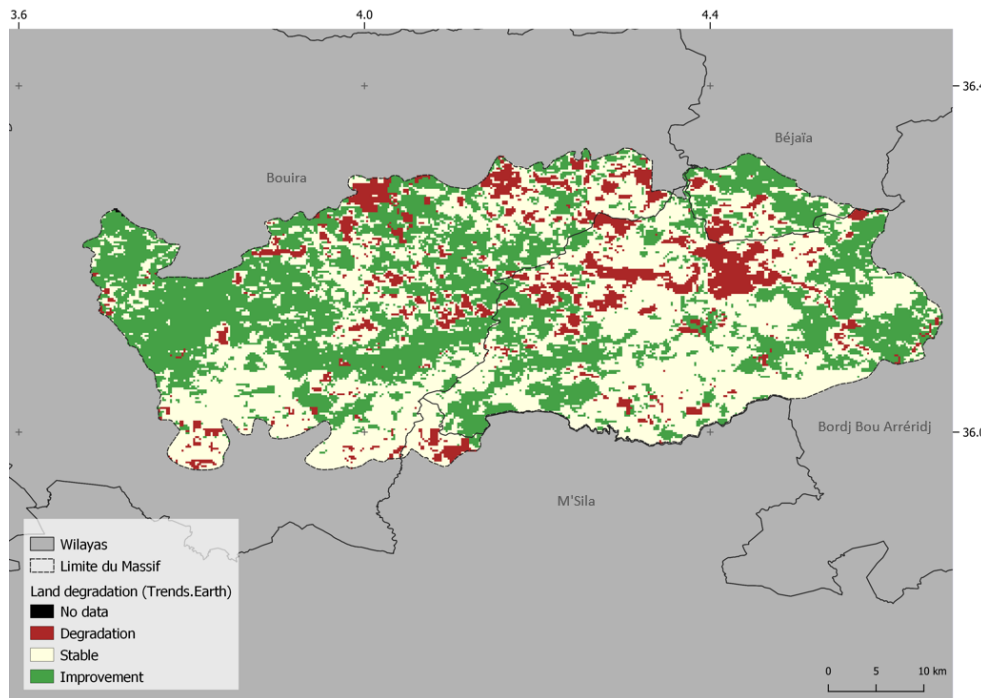 3.6 4.0 4.4
36.4
Béjaïa
Bouira
Bordj Bou Arréridj
36.0
M'Sila
Wilayas
Limite du Massif
Land degradation (Trends.Earth)
No data
Degradation
Stable
Improvement
0 5 10 km